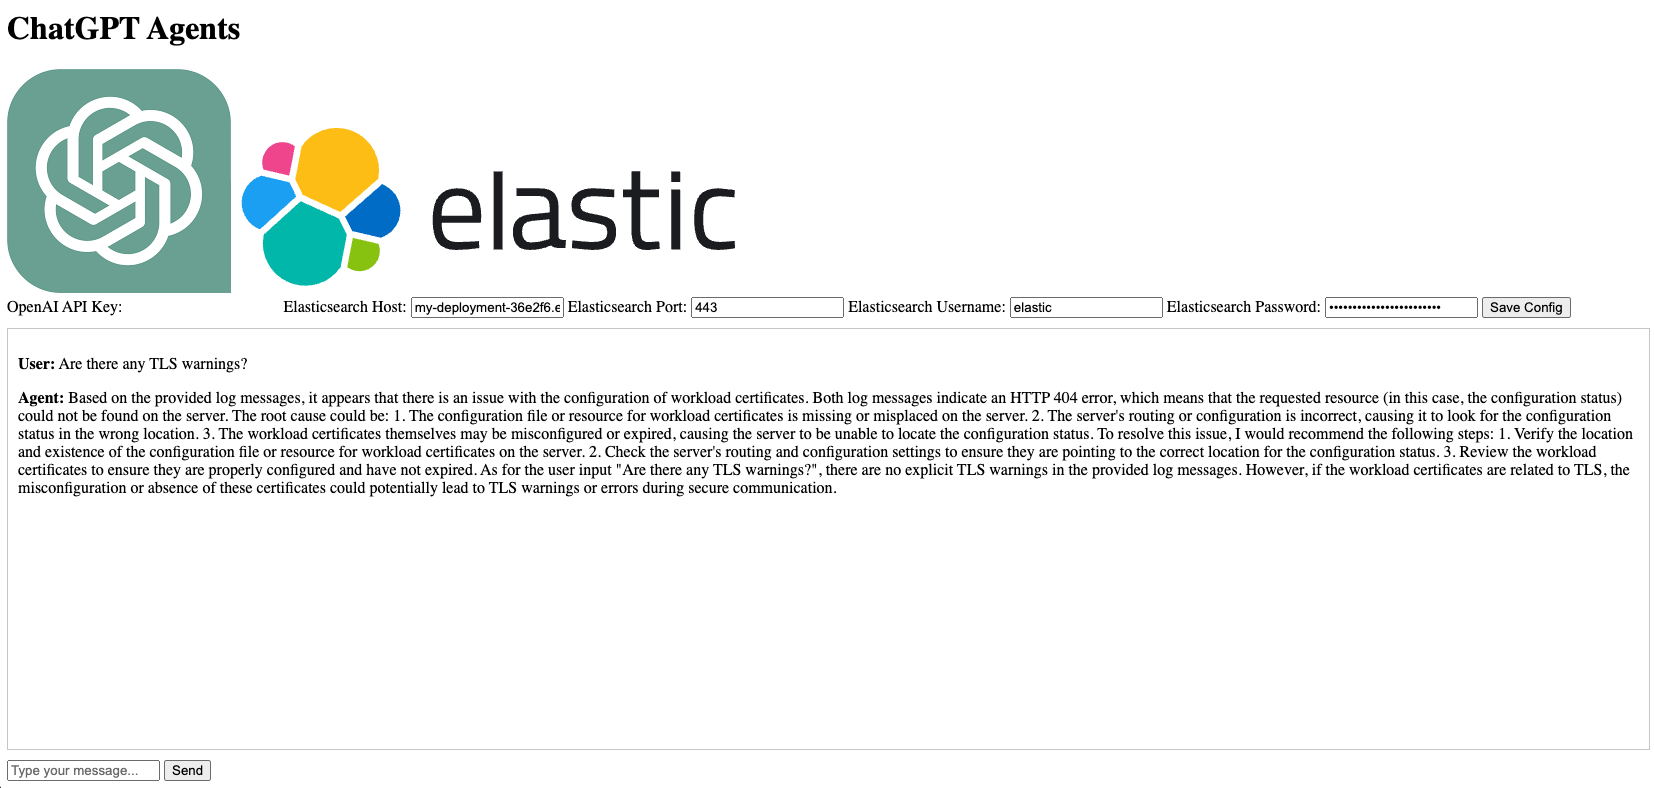 ChatGPT Agents
elastic
OpenAI API Key: Elasticsearch Host: my-deployment-36e2f6.e Elasticsearch Port: 443 Elasticsearch Username: elastic Elasticsearch Password: •••••••••••••••••••••••• Save Config
User: Are there any TLS warnings?
Agent: Based on the provided log messages, it appears that there is an issue with the configuration of workload certificates. Both log messages indicate an HTTP 404 error, which means that the requested resource (in this case, the configuration status)
could not be found on the server. The root cause could be: 1. The configuration file or resource for workload certificates is missing or misplaced on the server. 2. The server's routing or configuration is incorrect, causing it to look for the configuration
status in the wrong location. 3. The workload certificates themselves may be misconfigured or expired, causing the server to be unable to locate the configuration status. To resolve this issue, I would recommend the following steps: 1. Verify the location
and existence of the configuration file or resource for workload certificates on the server. 2. Check the server's routing and configuration settings to ensure they are pointing to the correct location for the configuration status. 3. Review the workload
certificates to ensure they are properly configured and have not expired. As for the user input "Are there any TLS warnings?", there are no explicit TLS warnings in the provided log messages. However, if the workload certificates are related to TLS, the
misconfiguration or absence of these certificates could potentially lead to TLS warnings or errors during secure communication.
Type your message... Send